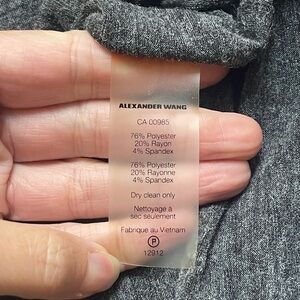 ALEXANDER WANG
CA 00985
76% Polyester
20% Rayon
4% Spandex
76% Polyester
20% Rayonne
4% Spandex
Dry clean only
Nettoyage à
sec seulement
Fabrique au Vietnam
P
12912